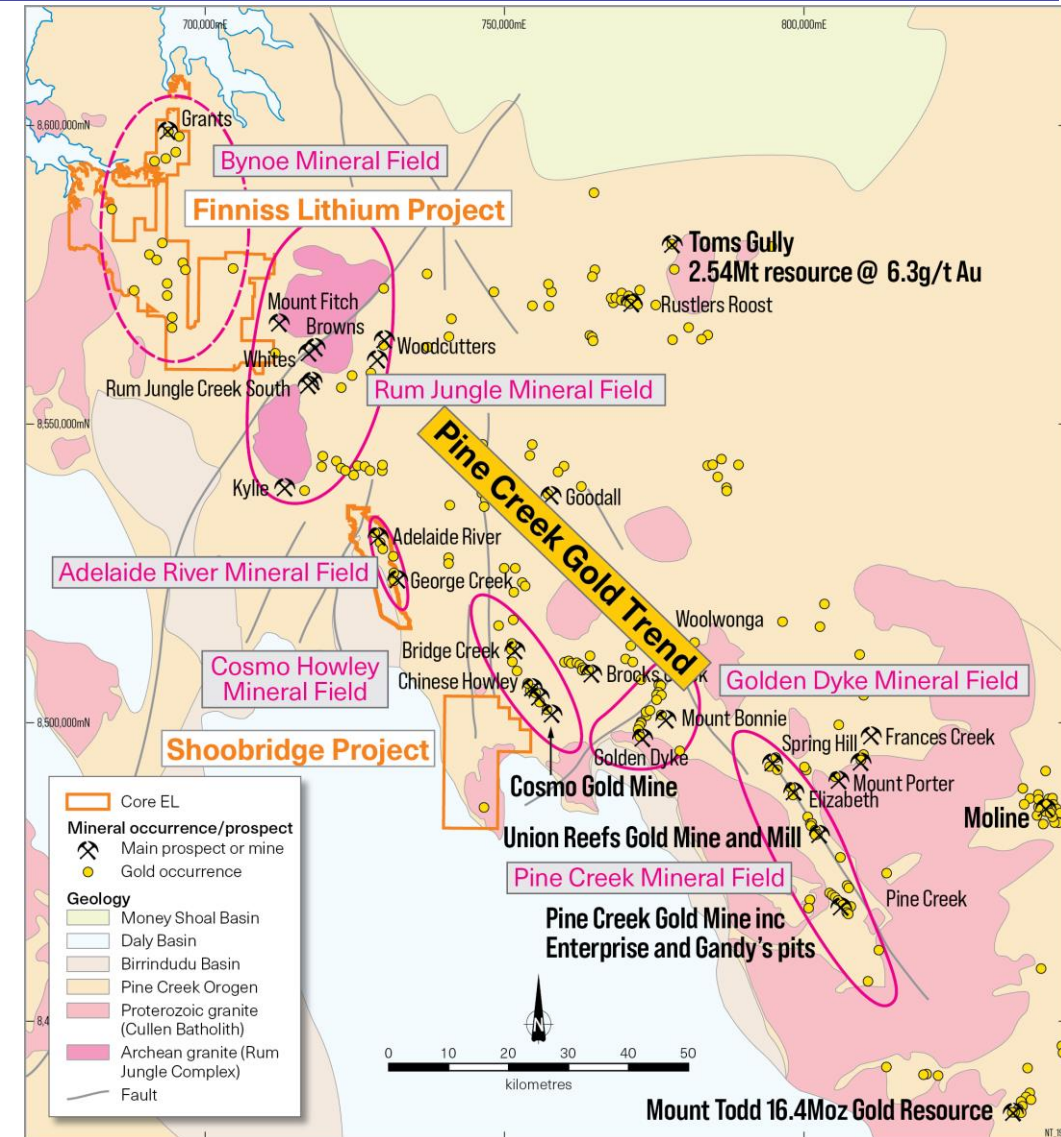 700,000mE
750,000mE
800,000mE
8,600,000mN
Grants
Bynoe Mineral Field
Finniss Lithium Project
Toms Gully
2.54Mt resource @ 6.3g/t Au
Rustlers Roost
Mount Fitch
Browns
Whites
Woodcutters
Rum Jungle Creek South
Rum Jungle Mineral Field
8,550,000mN
Pine Creek Gold Trend
Kylie
Goodall
Adelaide River
Adelaide River Mineral Field
George Creek
Woolwonga
Bridge Creek
Cosmo Howley
Mineral Field
Chinese Howley
Brocks
Golden Dyke Mineral Field
8,500,000mN
Mount Bonnie
Shoobridge Project
Golden Dyke
Spring Hill
Frances Creek
Mount Porter
Cosmo Gold Mine
Elizabeth
Moline
Union Reefs Gold Mine and Mill
Pine Creek Mineral Field
Pine Creek
Pine Creek Gold Mine inc
Enterprise and Gandy's pits
Core EL
Mineral occurrence/prospect
Main prospect or mine
Gold occurrence
Geology
Money Shoal Basin
Daly Basin
Birrindudu Basin
Pine Creek Orogen
Proterozoic granite
(Cullen Batholith)
Archean granite (Rum
Jungle Complex)
Fault
8,4
N
0 10 20 30 40 50
kilometres
Mount Todd 16.4Moz Gold Resource